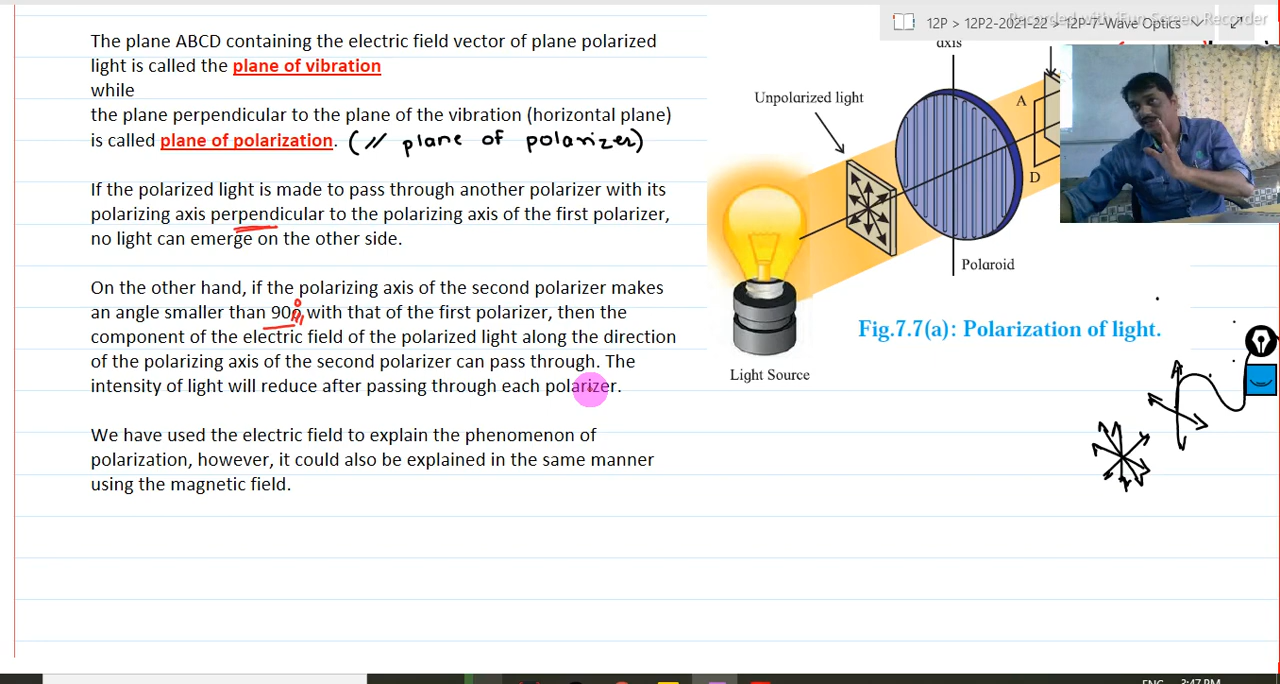 12P > 12P2-2021-22 > 12P-7-Wave Optics
Recorded with iFun Screen Recorder
The plane ABCD containing the electric field vector of plane polarized
light is called the plane of vibration
while
the plane perpendicular to the plane of the vibration (horizontal plane)
is called plane of polarization. (// plane of polarizer)
If the polarized light is made to pass through another polarizer with its
polarizing axis perpendicular to the polarizing axis of the first polarizer,
no light can emerge on the other side.
On the other hand, if the polarizing axis of the second polarizer makes
an angle smaller than 90° with that of the first polarizer, then the
component of the electric field of the polarized light along the direction
of the polarizing axis of the second polarizer can pass through. The
intensity of light will reduce after passing through each polarizer.
We have used the electric field to explain the phenomenon of
polarization, however, it could also be explained in the same manner
using the magnetic field.
axis
Unpolarized light
A
D
Polaroid
Fig.7.7(a): Polarization of light.
Light Source
ENG 3:47 PM